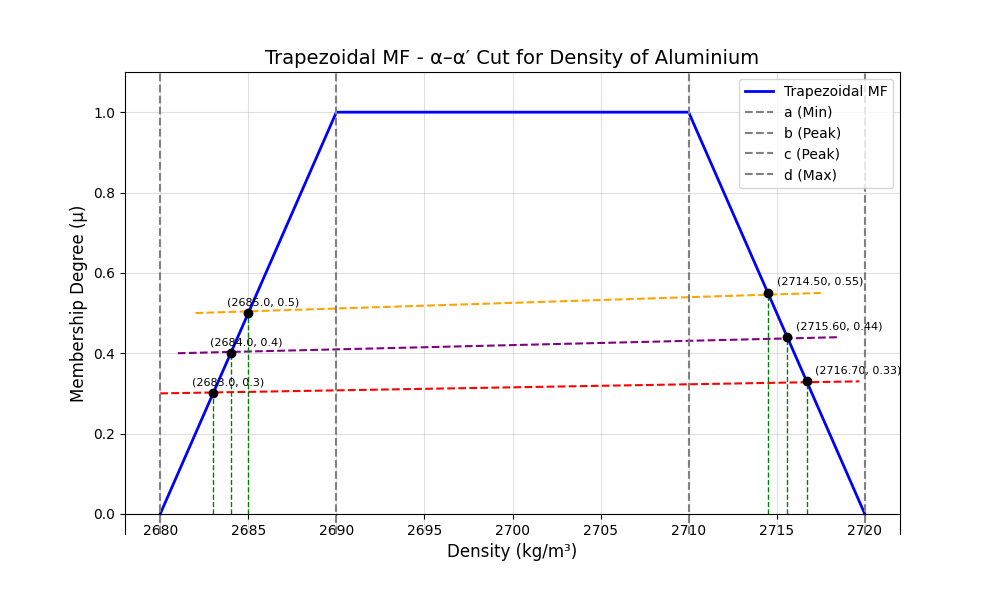 Trapezoidal MF - α–α′ Cut for Density of Aluminium
Trapezoidal MF
a (Min)
b (Peak)
c (Peak)
d (Max)
Membership Degree (μ)
1.0
0.8
0.6
0.4
0.2
0.0
(2685.0, 0.5)
(2684.0, 0.4)
(2683.0, 0.3)
(2714.50, 0.55)
(2715.60, 0.44)
(2716.70, 0.33)
2680 2685 2690 2695 2700 2705 2710 2715 2720
Density (kg/m³)